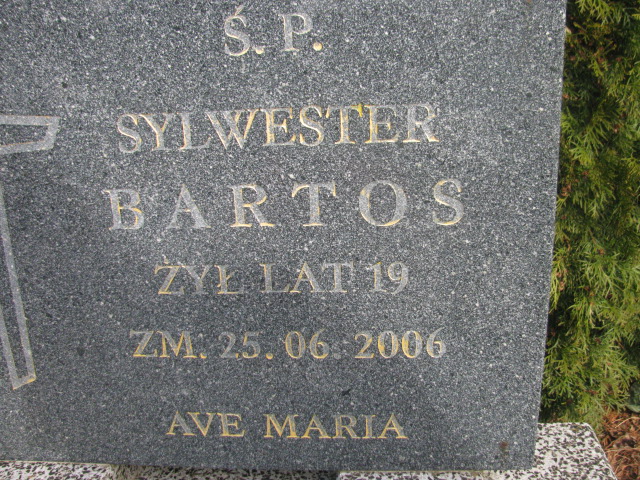 Ś. P.
SYLWESTER
BARTOS
ŻYŁ LAT 19
ZM. 25. 06. 2006
AVE MARIA